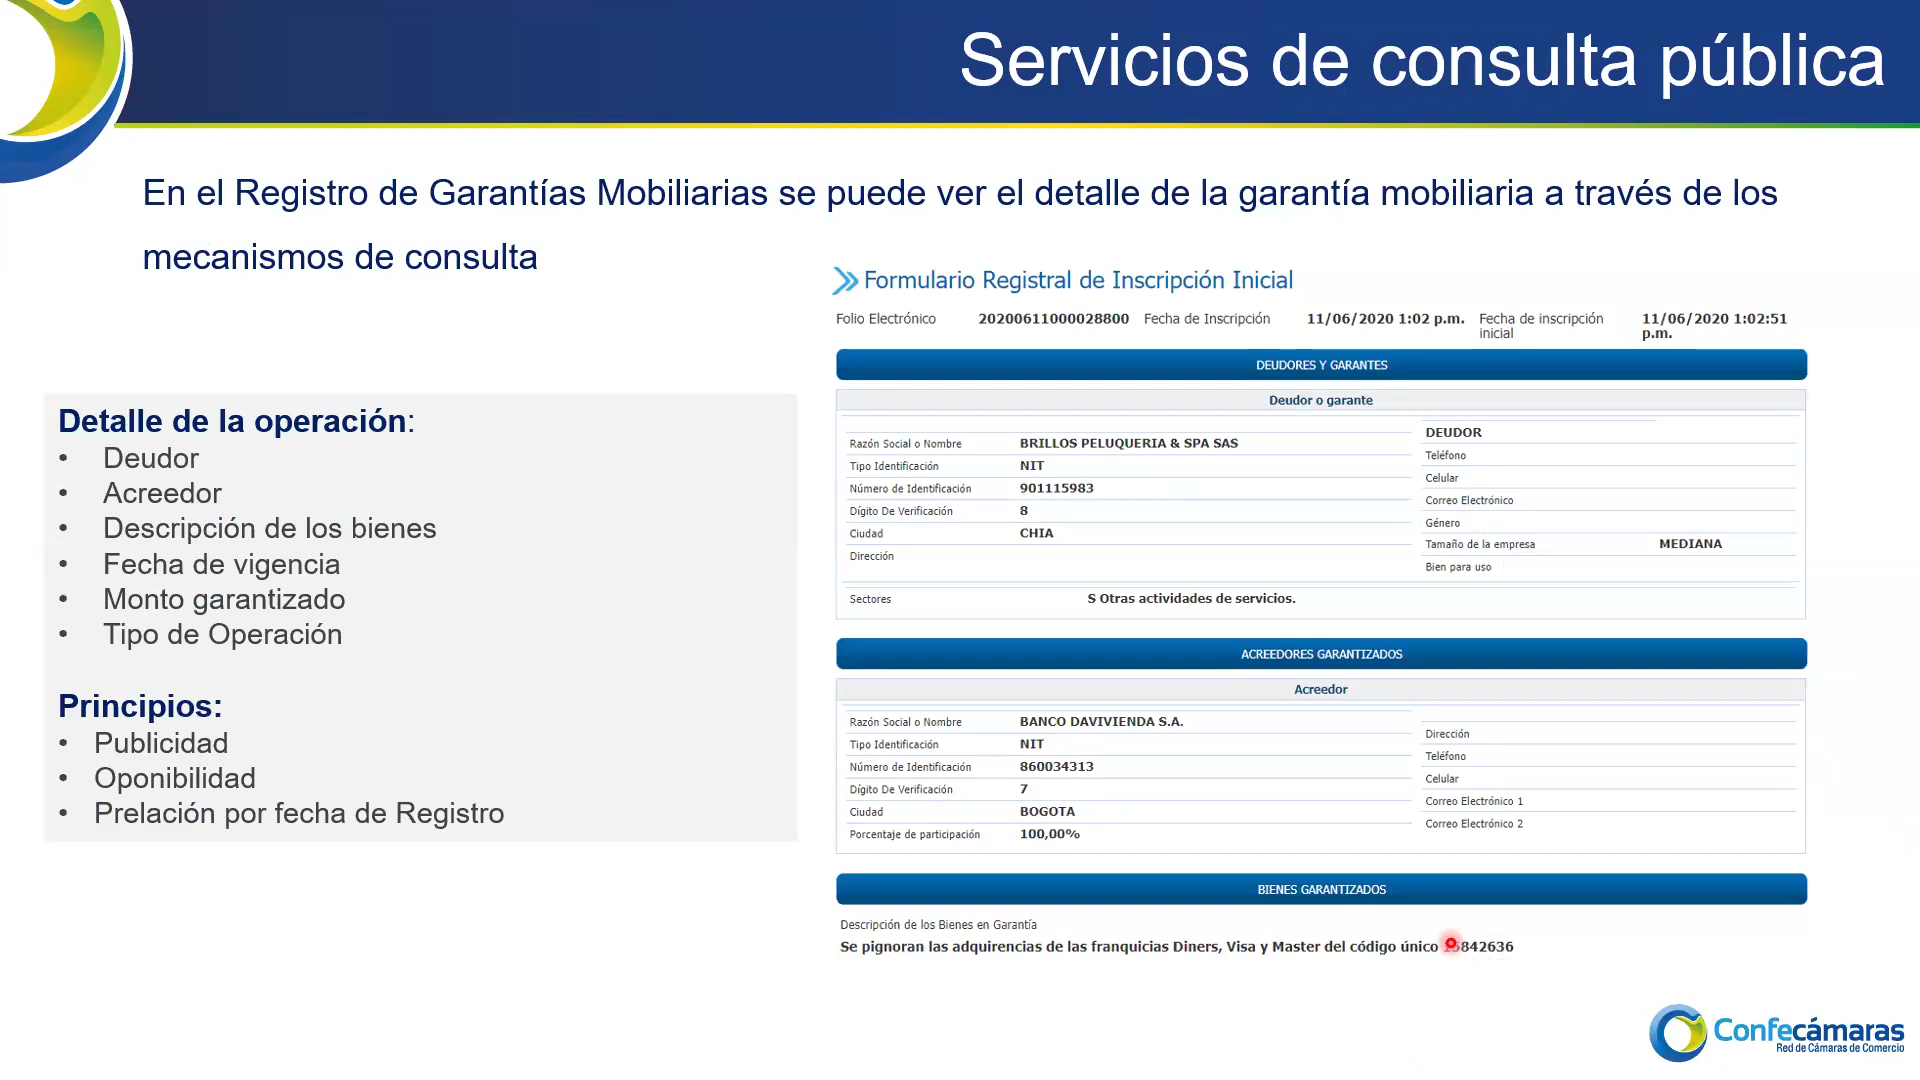 Servicios de consulta pública
En el Registro de Garantías Mobiliarias se puede ver el detalle de la garantía mobiliaria a través de los
mecanismos de consulta
Detalle de la operación:
• Deudor
• Acreedor
• Descripción de los bienes
• Fecha de vigencia
• Monto garantizado
• Tipo de Operación
Principios:
• Publicidad
• Oponibilidad
• Prelación por fecha de Registro
Formulario Registral de Inscripción Inicial
Folio Electrónico 20200611000028800 Fecha de Inscripción 11/06/2020 1:02 p.m. Fecha de inscripción 11/06/2020 1:02:51
inicial p.m.
DEUDORES Y GARANTES
Deudor o garante
Razón Social o Nombre BRILLOS PELUQUERIA & SPA SAS
Tipo Identificación NIT
Número de Identificación 901115983
Dígito De Verificación 8
Ciudad CHIA
Dirección
DEUDOR
Teléfono
Celular
Correo Electrónico
Género
Tamaño de la empresa MEDIANA
Bien para uso
Sectores S Otras actividades de servicios.
ACREEDORES GARANTIZADOS
Acreedor
Razón Social o Nombre BANCO DAVIVIENDA S.A.
Tipo Identificación NIT
Número de Identificación 860034313
Dígito De Verificación 7
Ciudad BOGOTA
Porcentaje de participación 100,00%
Dirección
Teléfono
Celular
Correo Electrónico 1
Correo Electrónico 2
BIENES GARANTIZADOS
Descripción de los Bienes en Garantía
Se pignoran las adquirencias de las franquicias Diners, Visa y Master del código único
Confecámaras
Red de Cámaras de Comercio